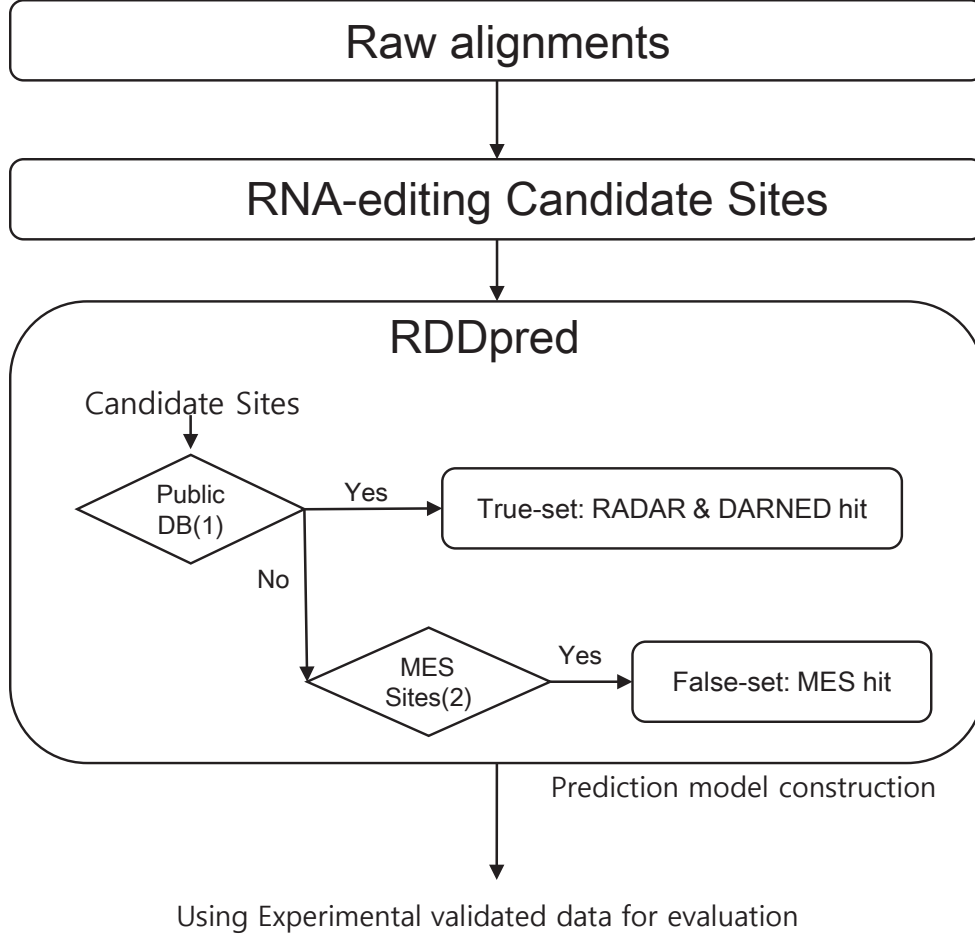 Raw alignments
RNA-editing Candidate Sites
RDDpred
Candidate Sites
Public
DB(1)
Yes
True-set: RADAR & DARNED hit
No
MES
Sites(2)
Yes
False-set: MES hit
Prediction model construction
Using Experimental validated data for evaluation